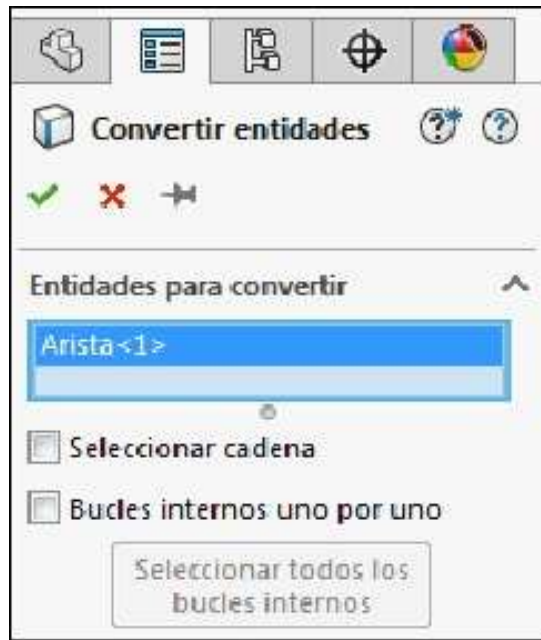 Convertir entidades
Entidades para convertir
Arista<1>
Seleccionar cadena
Bucles internos uno por uno
Seleccionar todos los
bucles internos